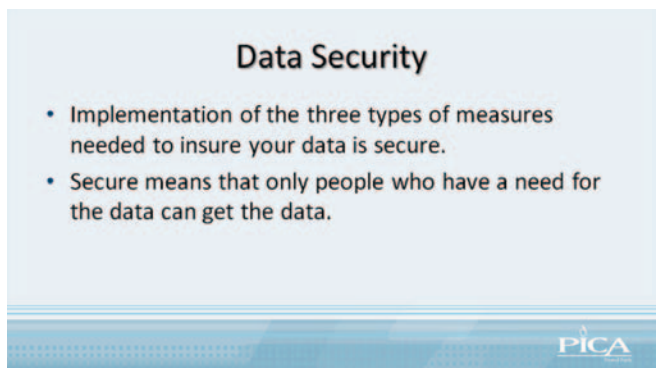 Data Security
• Implementation of the three types of measures
needed to insure your data is secure.
• Secure means that only people who have a need for
the data can get the data.
PICA